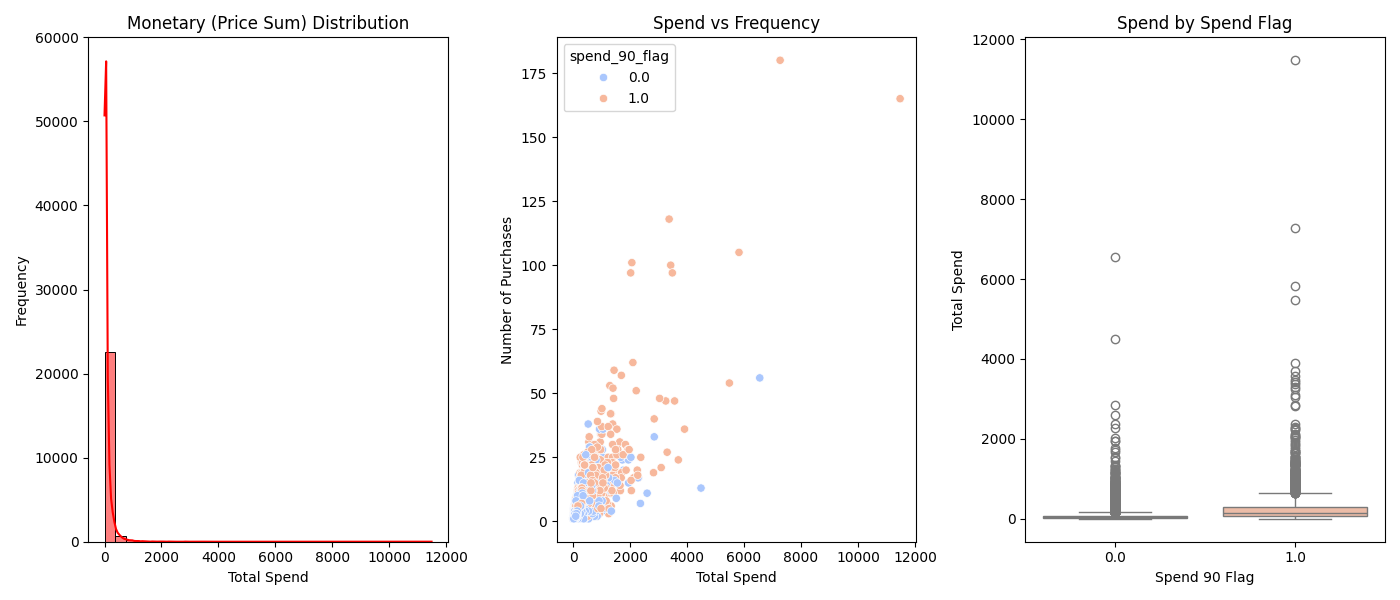 Monetary (Price Sum) Distribution
Frequency
60000
50000
40000
30000
20000
10000
0
0 2000 4000 6000 8000 10000 12000
Total Spend
Spend vs Frequency
spend_90_flag
0.0
1.0
Number of Purchases
175
150
125
100
75
50
25
0
0 2000 4000 6000 8000 10000 12000
Total Spend
Spend by Spend Flag
Total Spend
12000
10000
8000
6000
4000
2000
0
0.0 1.0
Spend 90 Flag